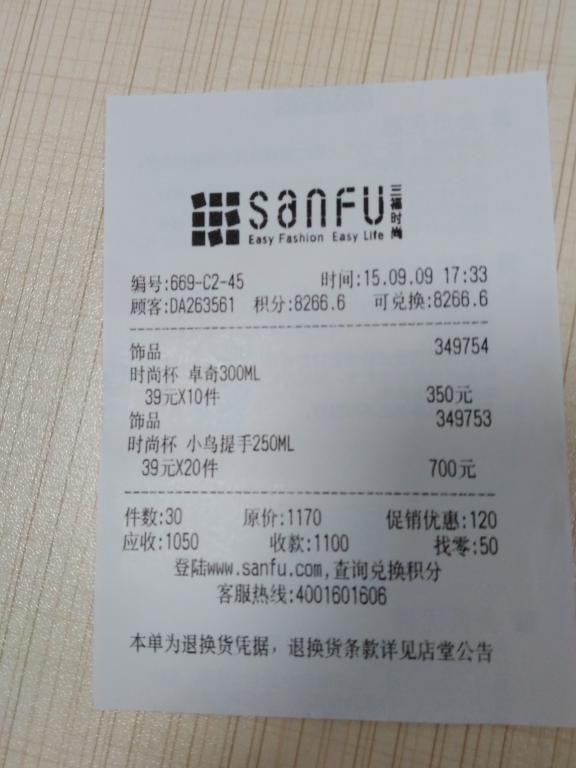 SANFU 三福时尚
Easy Fashion Easy Life
编号:669-C2-45 时间:15.09.09 17:33
顾客:DA263561 积分:8266.6 可兑换:8266.6
饰品 349754
时尚杯 卓奇300ML
39元X10件 350元
饰品 349753
时尚杯 小鸟提手250ML
39元X20件 700元
件数:30 原价:1170 促销优惠:120
应收:1050 收款:1100 找零:50
登陆www.sanfu.com,查询兑换积分
客服热线:4001601606
本单为退换货凭据，退换货条款详见店堂公告